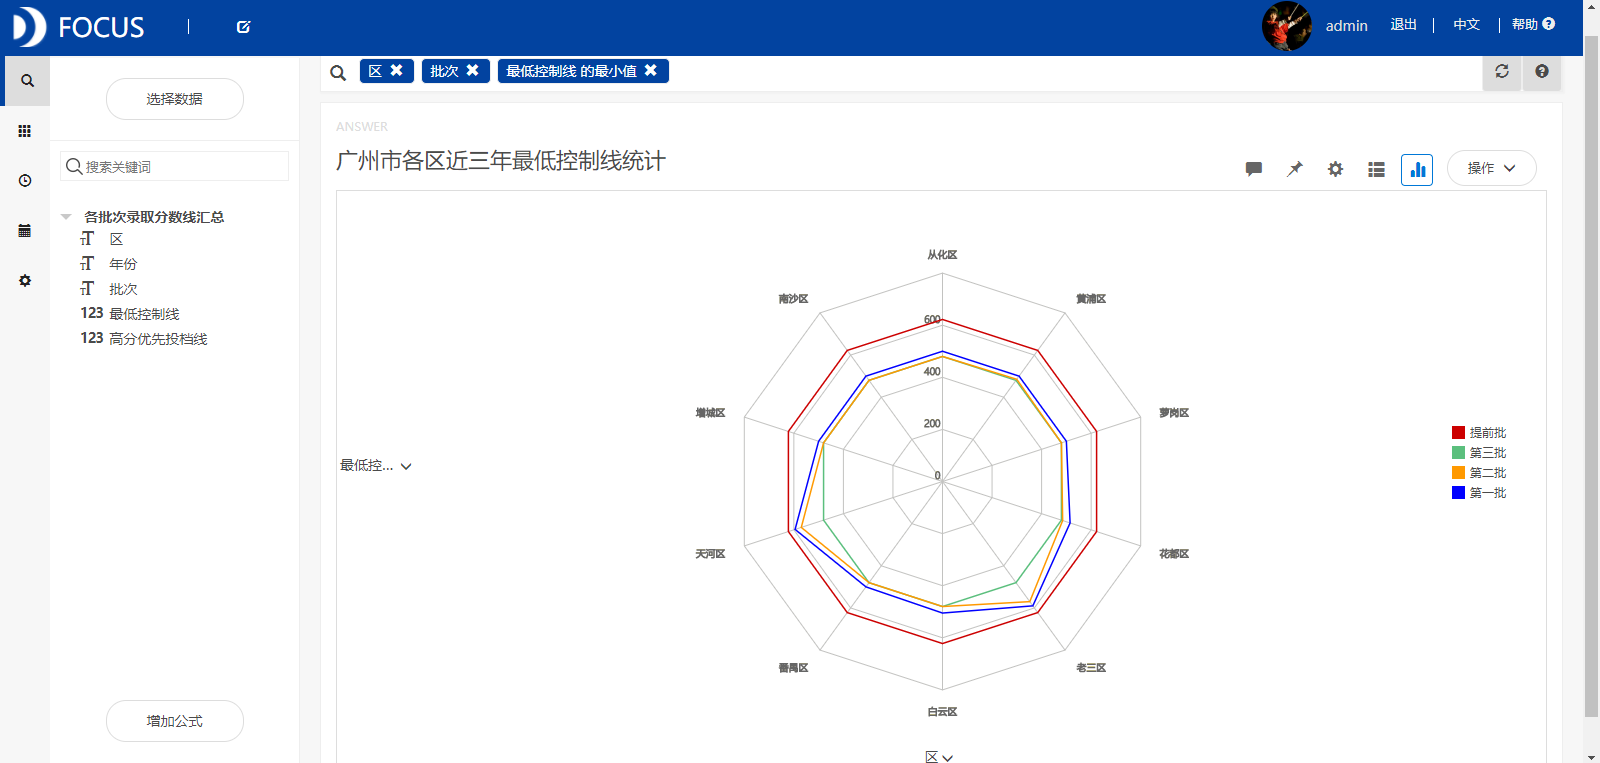 FOCUS
admin
退出
中文
帮助
区
批次
最低控制线 的最小值
选择数据
搜索关键词
各批次录取分数线汇总
区
年份
批次
123 最低控制线
123 高分优先投档线
增加公式
ANSWER
广州市各区近三年最低控制线统计
操作
从化区
南沙区
黄浦区
600
400
增城区
萝岗区
200
提前批
第三批
最低控...
第二批
0
第一批
天河区
花都区
番禺区
老三区
白云区
区